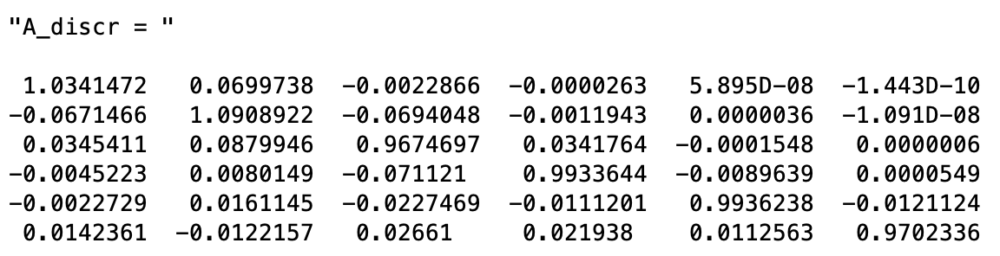 "A_discr = "
1.0341472 0.0699738 -0.0022866 -0.0000263 5.895D-08 -1.443D-10
-0.0671466 1.0908922 -0.0694048 -0.0011943 0.0000036 -1.091D-08
0.0345411 0.0879946 0.9674697 0.0341764 -0.0001548 0.0000006
-0.0045223 0.0080149 -0.071121 0.9933644 -0.0089639 0.0000549
-0.0022729 0.0161145 -0.0227469 -0.0111201 0.9936238 -0.0121124
0.0142361 -0.0122157 0.02661 0.021938 0.0112563 0.9702336